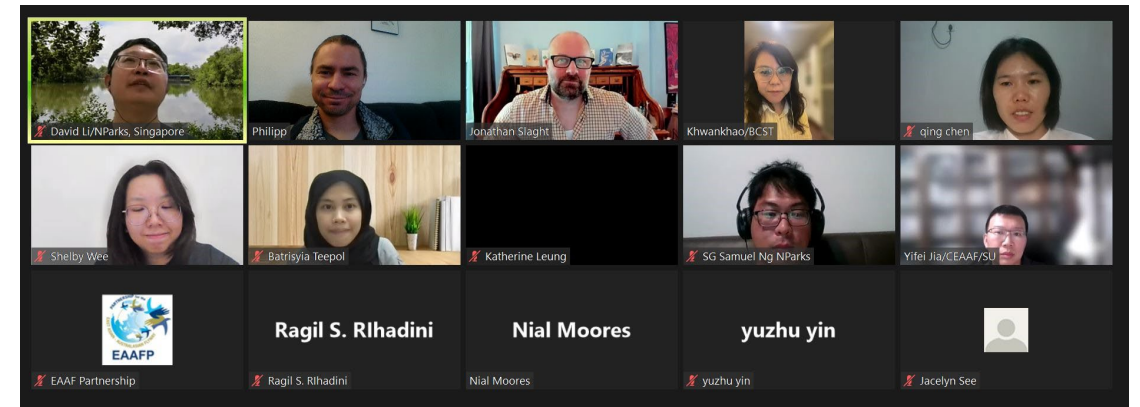 David Li/NParks, Singapore
Philipp
Jonathan Slaght
Khwankhao/BCST
qing chen
Shelby Wee
Batrisyia Teepol
Katherine Leung
SG Samuel Ng NParks
Yifei Jia/CEAAF/SU
EAAFP
Ragil S. RIhadini
Nial Moores
yuzhu yin
EAAF Partnership
Ragil S. RIhadini
Nial Moores
yuzhu yin
Jacelyn See